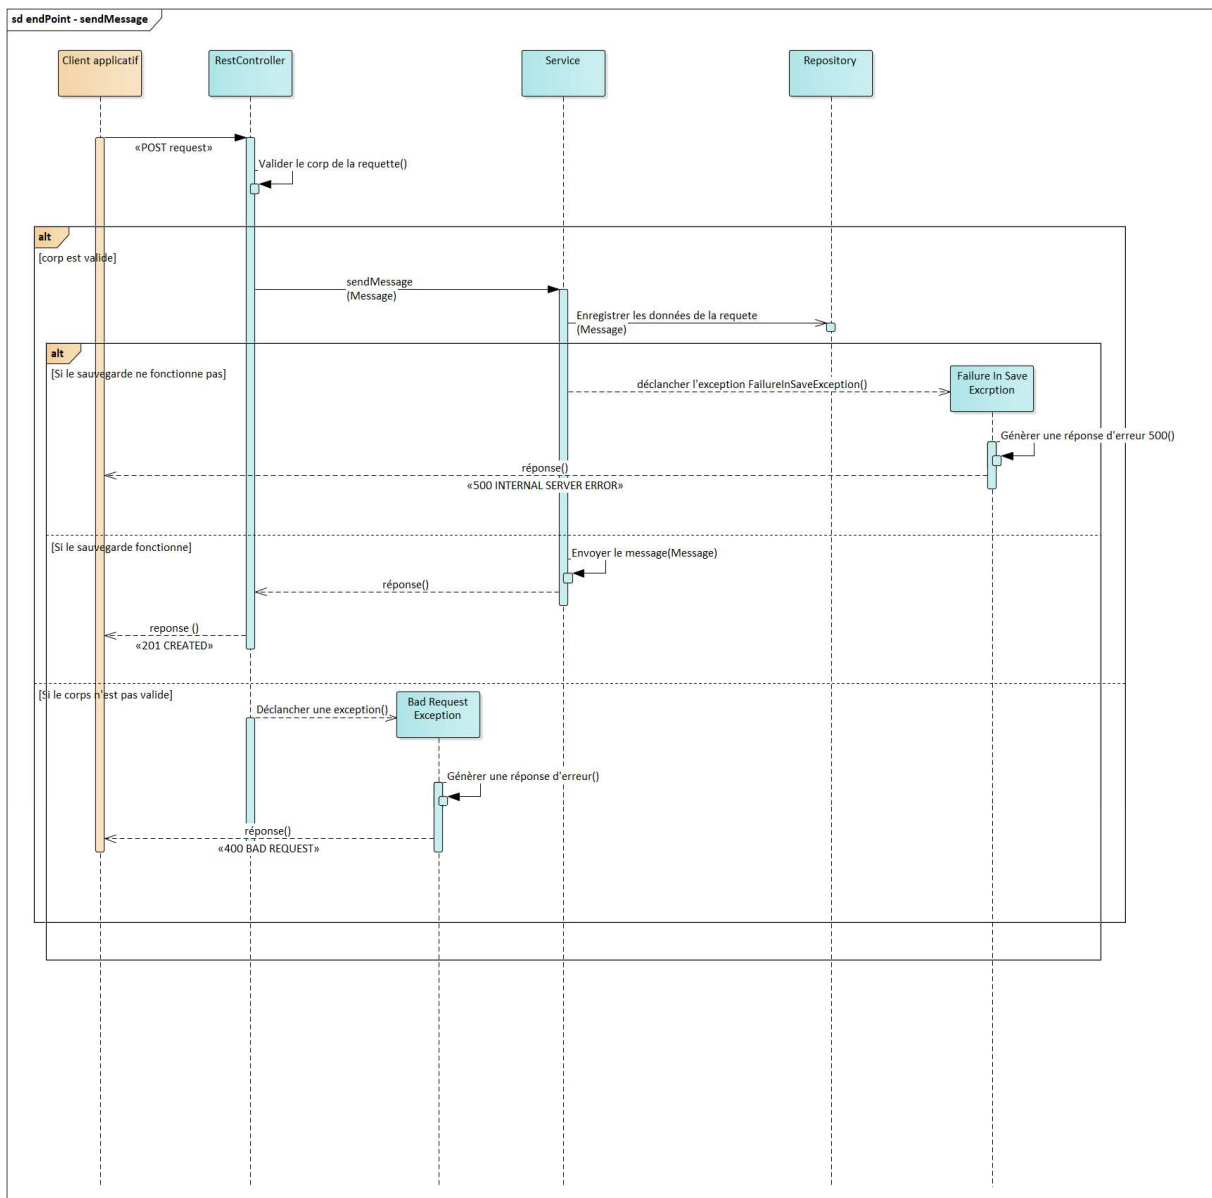 sd endPoint - sendMessage
Client applicatif
RestController
Service
Repository
«POST request»
Valider le corp de la requette()
alt
[corp est valide]
sendMessage
(Message)
Enregistrer les données de la requete
(Message)
alt
[Si le sauvegarde ne fonctionne pas]
Failure In Save
Excrption
déclancher l'exception FailureInSaveException()
Génèrer une réponse d'erreur 500()
réponse()
«500 INTERNAL SERVER ERROR»
[Si le sauvegarde fonctionne]
Envoyer le message(Message)
réponse()
reponse ()
«201 CREATED»
[Si le corps n'est pas valide]
Bad Request
Exception
Déclancher une exception()
Génèrer une réponse d'erreur()
réponse()
«400 BAD REQUEST»